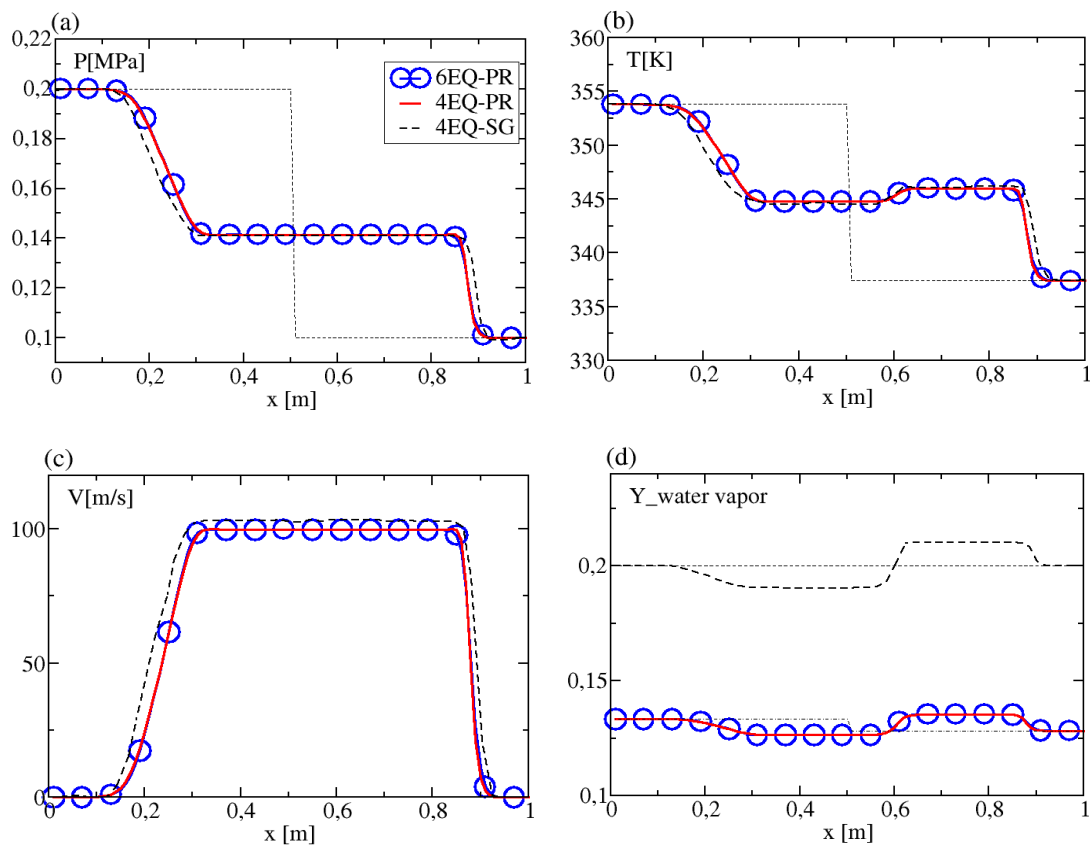 (a)
P[MPa]
6EQ-PR
4EQ-PR
4EQ-SG
0,22
0,2
0,18
0,16
0,14
0,12
0,1
0 0,2 0,4 0,6 0,8 1
x [m]
(b)
T[K]
360
355
350
345
340
335
330
0 0,2 0,4 0,6 0,8 1
x [m]
(c)
V[m/s]
100
50
0
0 0,2 0,4 0,6 0,8 1
x [m]
(d)
Y_water vapor
0,2
0,15
0,1
0 0,2 0,4 0,6 0,8 1
x [m]